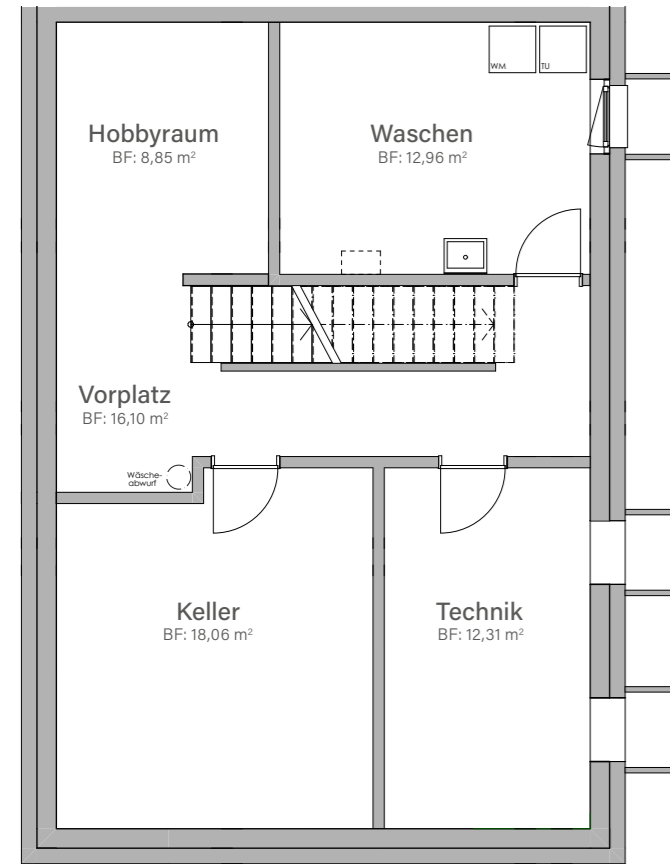 WM
TU
Hobbyraum
BF: 8,85 m²
Waschen
BF: 12,96 m²
Vorplatz
BF: 16,10 m²
Wäsche-
abwurf
Keller
BF: 18,06 m²
Technik
BF: 12,31 m²